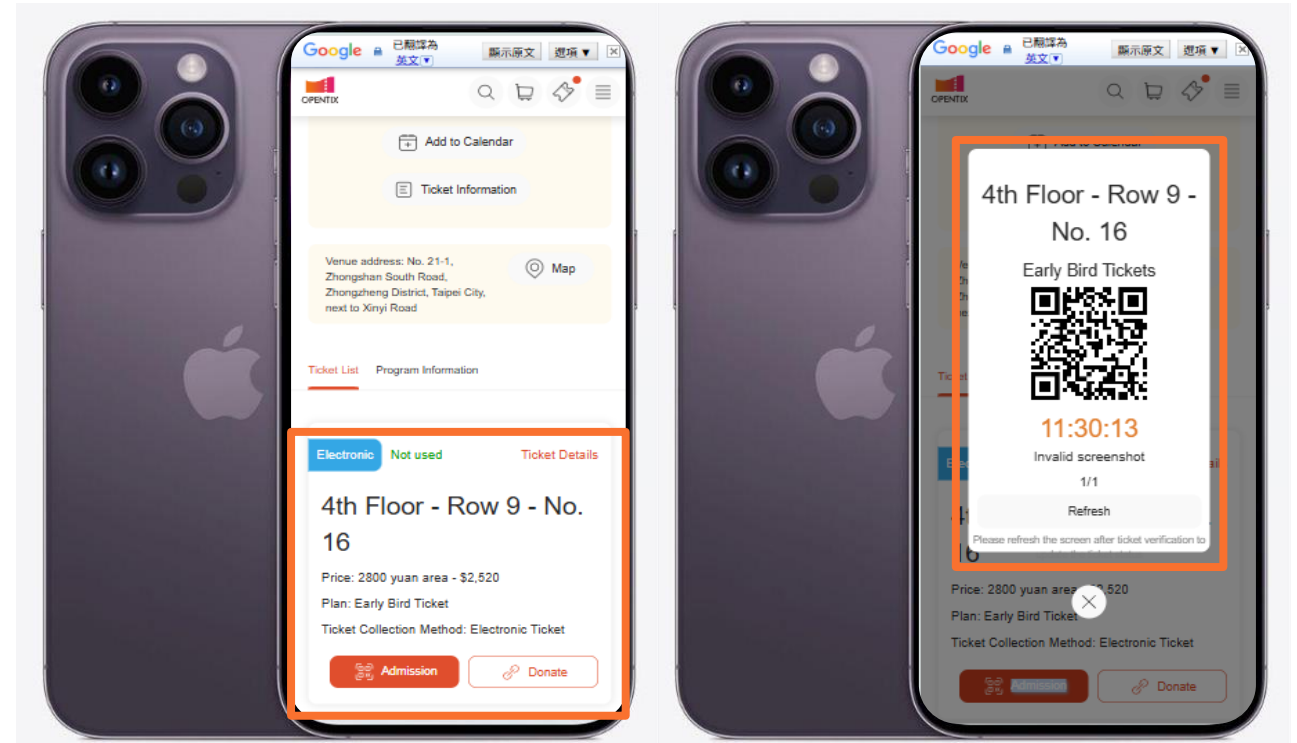 Google 已翻譯為 英文▼ 顯示原文 選項 ▼
OPENTIX
Add to Calendar
Ticket Information
Venue address: No. 21-1,
Zhongshan South Road,
Zhongzheng District, Taipei City,
next to Xinyi Road
Map
Ticket List Program Information
Electronic Not used Ticket Details
4th Floor - Row 9 - No.
16
Price: 2800 yuan area - $2,520
Plan: Early Bird Ticket
Ticket Collection Method: Electronic Ticket
Admission Donate
Google 已翻譯為 英文▼ 顯示原文 選項 ▼
OPENTIX
4th Floor - Row 9 -
No. 16
Early Bird Tickets
11:30:13
Invalid screenshot
1/1
Refresh
Please refresh the screen after ticket verification to
16
Price: 2800 yuan area 2,520
Plan: Early Bird Ticket
Ticket Collection Method: Electronic Ticket
Admission Donate